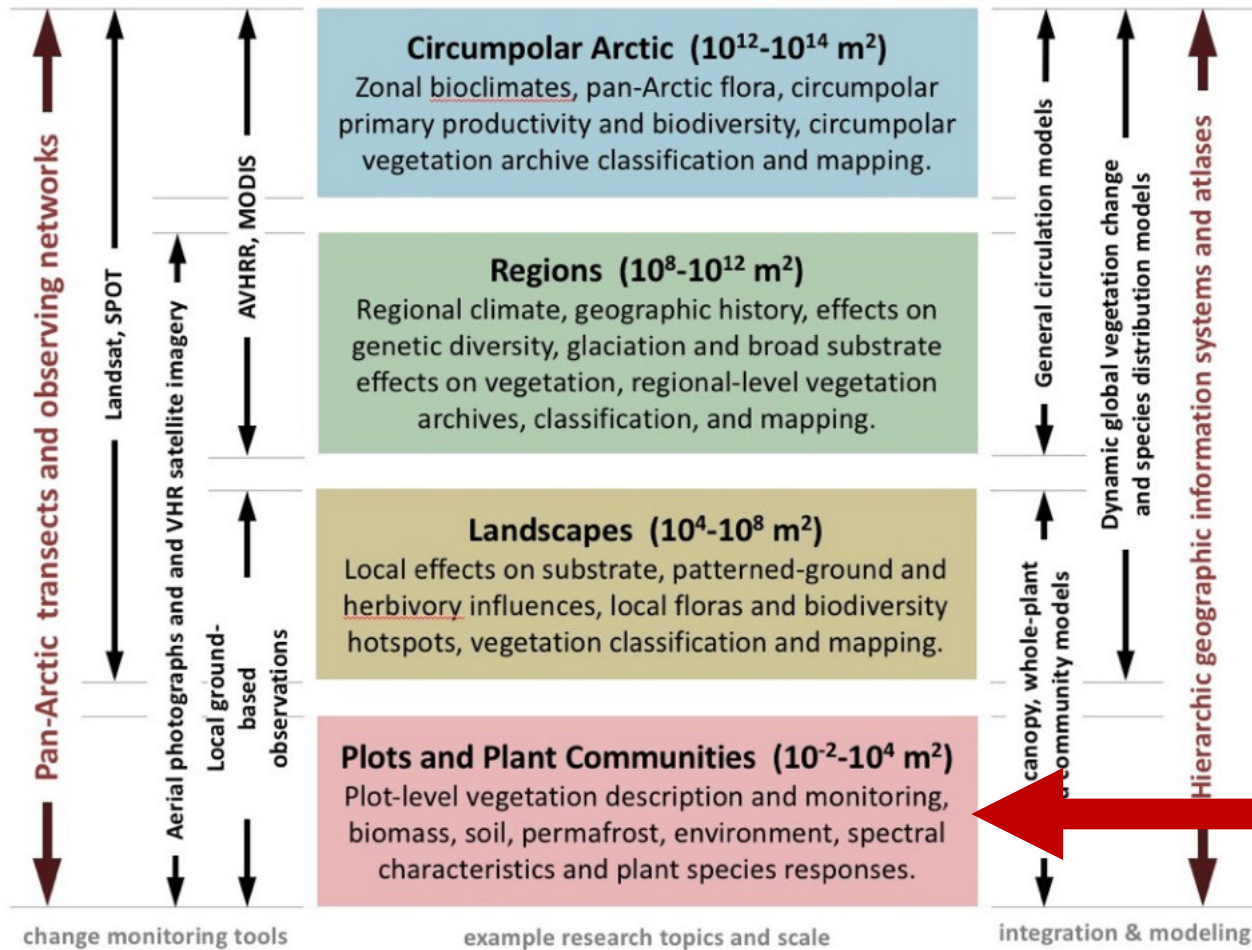 Circumpolar Arctic (10¹²-10¹⁴ m²)
Zonal bioclimates, pan-Arctic flora, circumpolar
primary productivity and biodiversity, circumpolar
vegetation archive classification and mapping.
Regions (10⁸-10¹² m²)
Regional climate, geographic history, effects on
genetic diversity, glaciation and broad substrate
effects on vegetation, regional-level vegetation
archives, classification, and mapping.
Landscapes (10⁴-10⁸ m²)
Local effects on substrate, patterned-ground and
herbivory influences, local floras and biodiversity
hotspots, vegetation classification and mapping.
Plots and Plant Communities (10⁻²-10⁴ m²)
Plot-level vegetation description and monitoring,
biomass, soil, permafrost, environment, spectral
characteristics and plant species responses.
Pan-Arctic transects and observing networks
Landsat, SPOT
Aerial photographs and and VHR satellite imagery
AVHRR, MODIS
Local ground-
based
observations
General circulation models
canopy, whole-plant
community models
Dynamic global vegetation change
and species distribution models
Hierarchic geographic information systems and atlases
change monitoring tools
example research topics and scale
integration & modeling